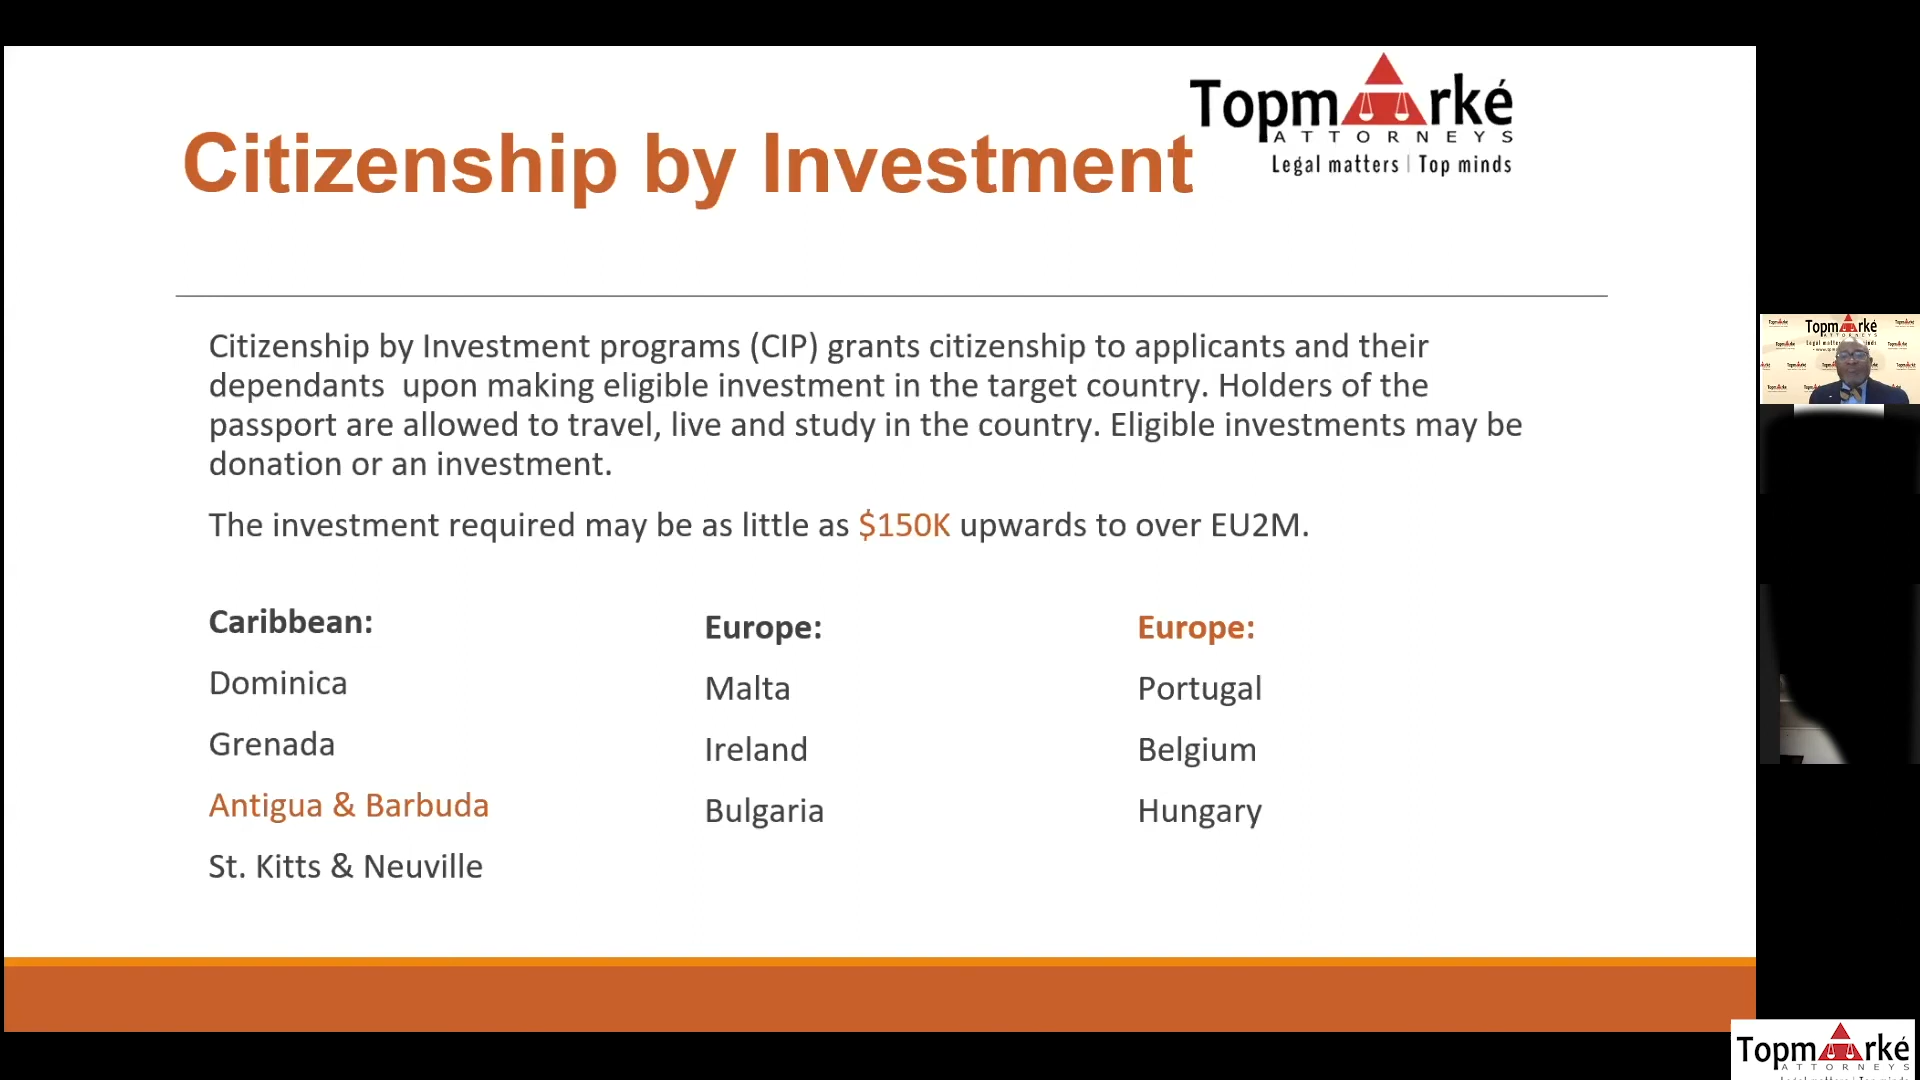 Topmarké
ATTORNEYS
Legal matters | Top minds
Citizenship by Investment
Citizenship by Investment programs (CIP) grants citizenship to applicants and their
dependants  upon making eligible investment in the target country. Holders of the
passport are allowed to travel, live and study in the country. Eligible investments may be
donation or an investment.
The investment required may be as little as $150K upwards to over EU2M.
Caribbean:
Dominica
Grenada
Antigua & Barbuda
St. Kitts & Neuville
Europe:
Malta
Ireland
Bulgaria
Europe:
Portugal
Belgium
Hungary
Topmarké
Topmarké
ATTORNEYS